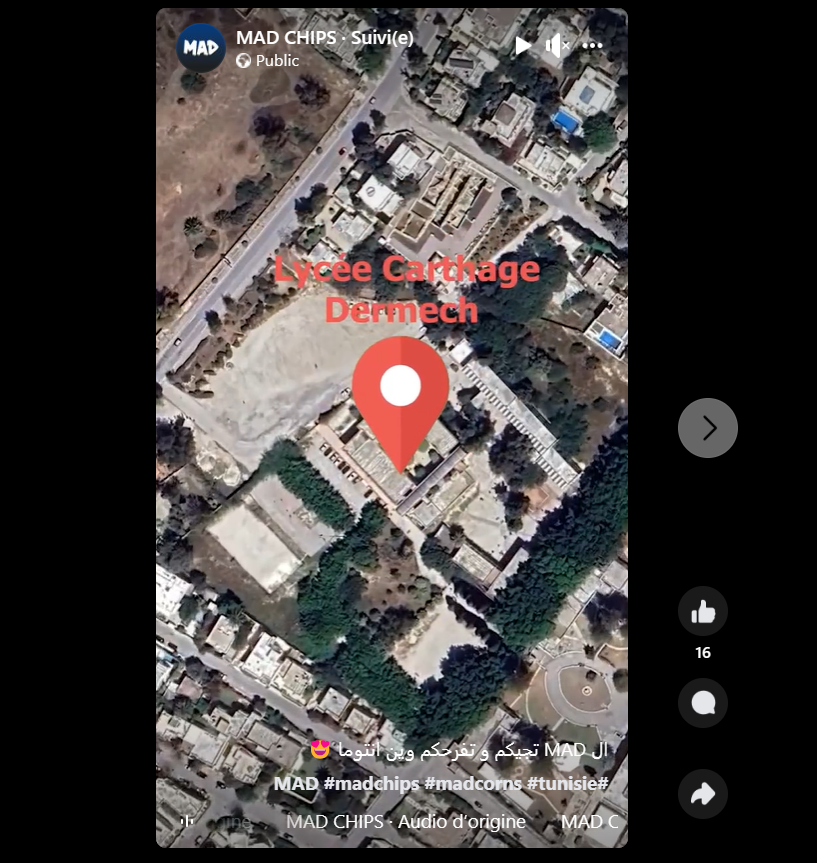 MAD
MAD CHIPS · Suivi(e)
Public
Lycée Carthage
Dermech
16
ال MAD تجيكم و تفرحكم وين انتوما 🤩
MAD #madchips #madcorns #tunisie#
MAD CHIPS · Audio d’origine MAD C